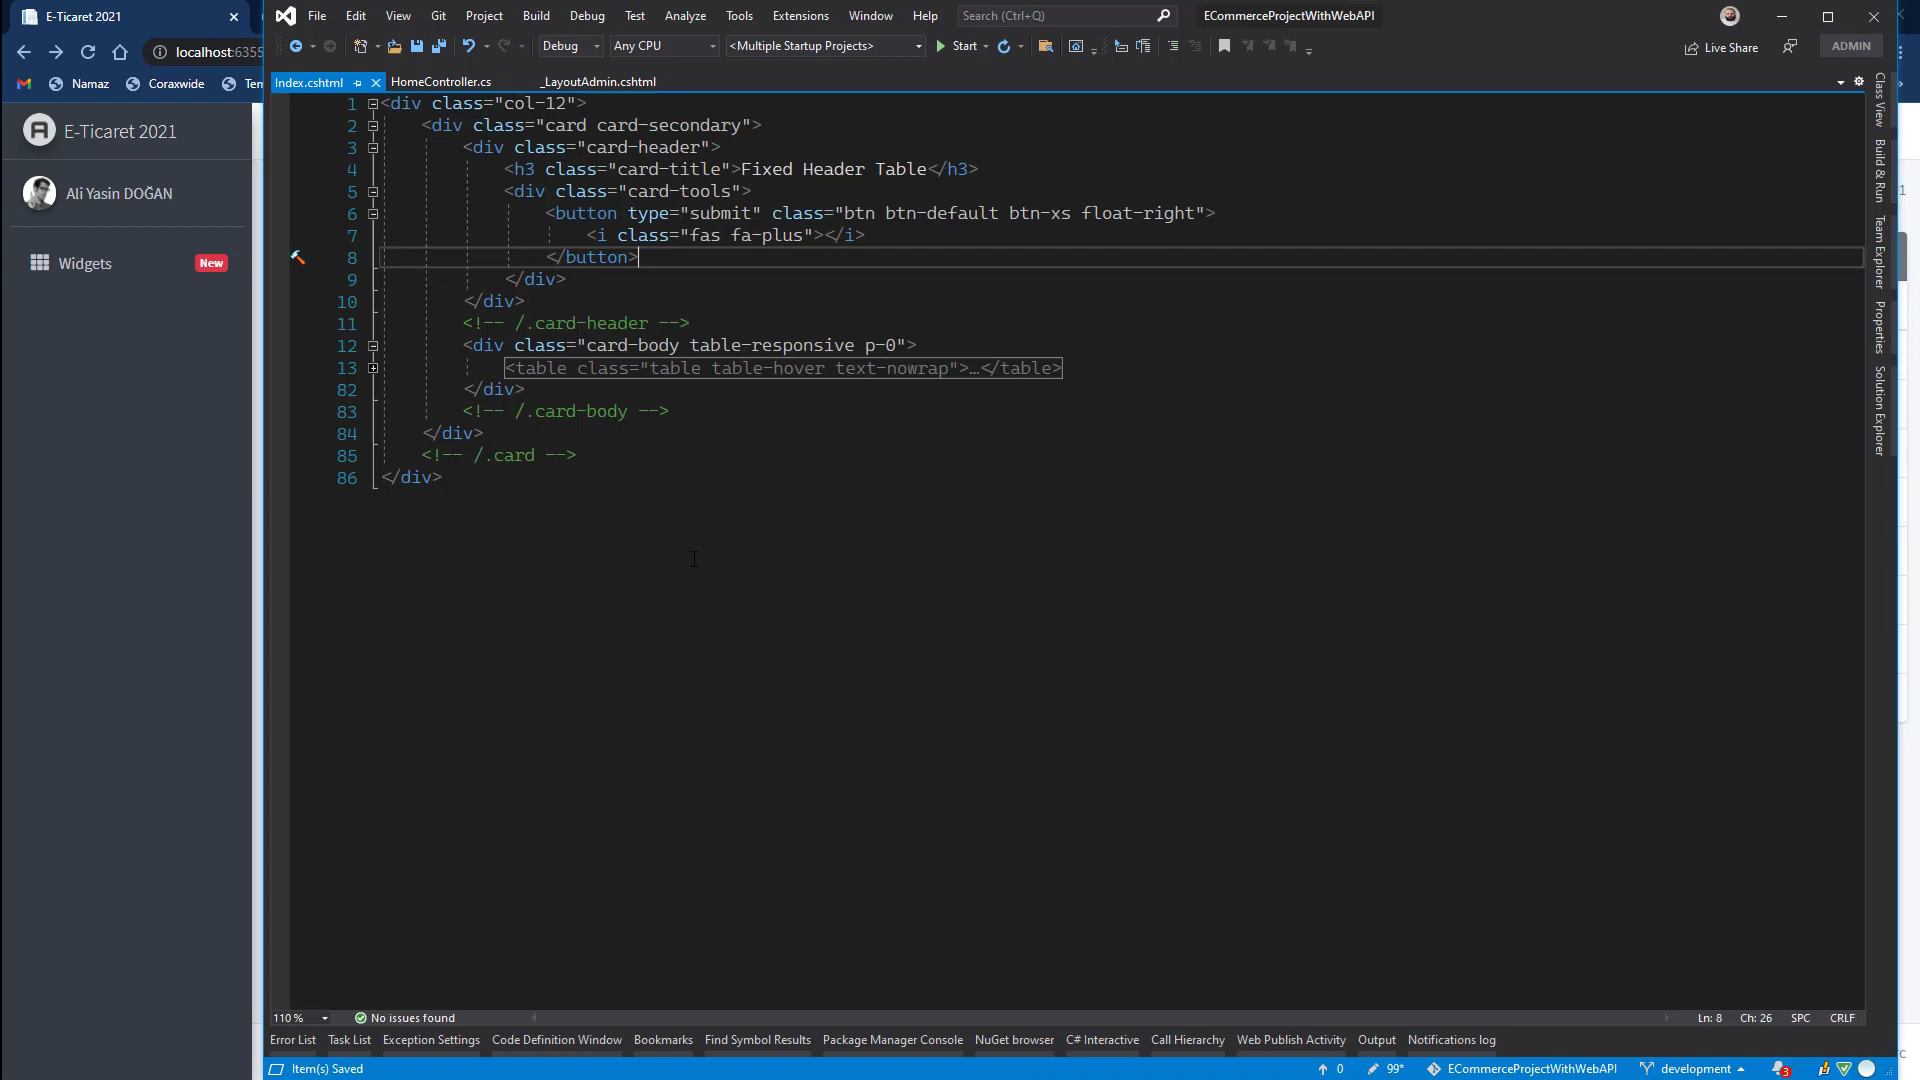 E-Ticaret 2021
localhost:6355
Namaz
Coraxwide
Ten
E-Ticaret 2021
Ali Yasin DOĞAN
Widgets
New
File Edit View Git Project Build Debug Test Analyze Tools Extensions Window Help Search (Ctrl+Q) ECommerceProjectWithWebAPI
Debug Any CPU <Multiple Startup Projects> Start Live Share ADMIN
Index.cshtml HomeController.cs _LayoutAdmin.cshtml
1 <div class="col-12">
2 <div class="card card-secondary">
3 <div class="card-header">
4 <h3 class="card-title">Fixed Header Table</h3>
5 <div class="card-tools">
6 <button type="submit" class="btn btn-default btn-xs float-right">
7 <i class="fas fa-plus"></i>
8 </button>
9 </div>
10 </div>
11 <!-- /.card-header -->
12 <div class="card-body table-responsive p-0">
13 <table class="table table-hover text-nowrap">...</table>
82 </div>
83 <!-- /.card-body -->
84 </div>
85 <!-- /.card -->
86 </div>
Class View
Build & Run
Team Explorer
Properties
Solution Explorer
110 % No issues found Ln: 8 Ch: 26 SPC CRLF
Error List Task List Exception Settings Code Definition Window Bookmarks Find Symbol Results Package Manager Console NuGet browser C# Interactive Call Hierarchy Web Publish Activity Output Notifications log
Item(s) Saved 0 99* ECommerceProjectWithWebAPI development 3